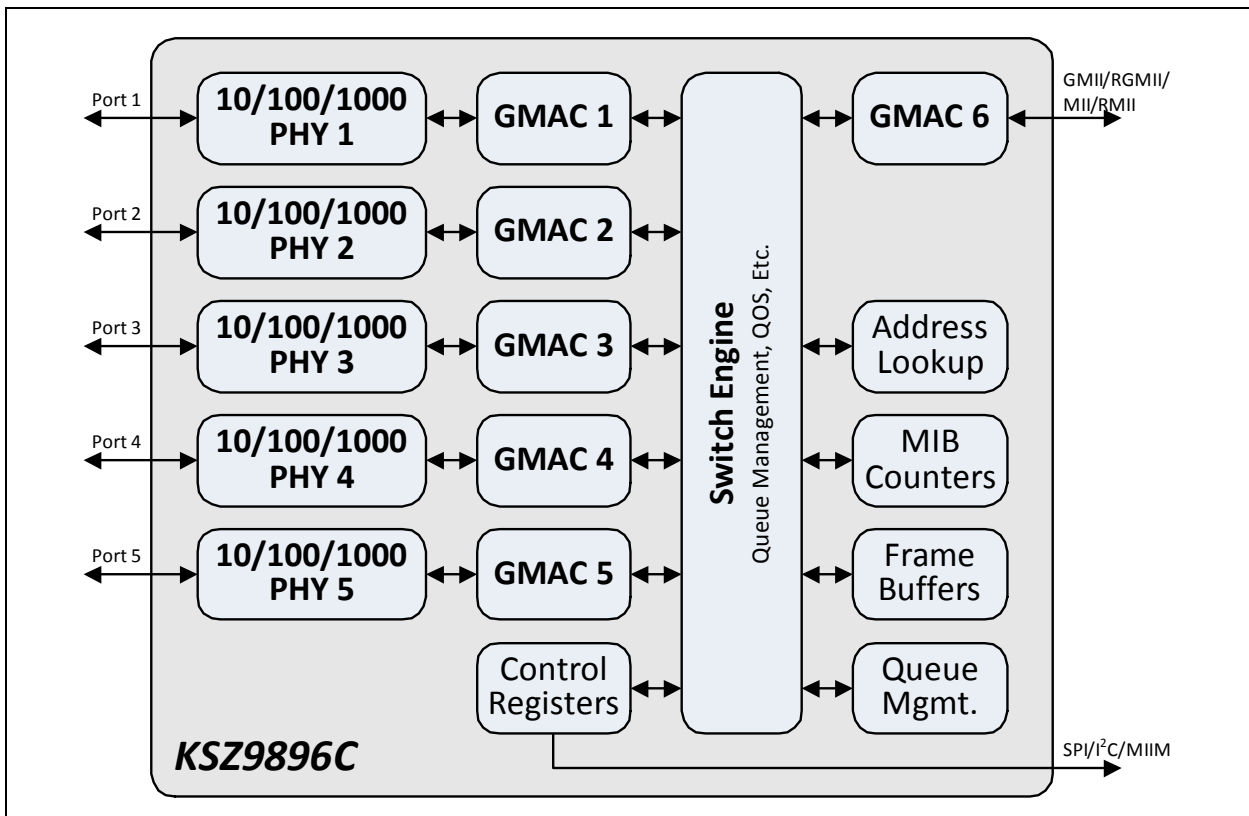 Port 1
10/100/1000
PHY 1
GMAC 1
GMAC 6
GMII/RGMII/
MII/RMII
Port 2
10/100/1000
PHY 2
GMAC 2
Port 3
10/100/1000
PHY 3
GMAC 3
Switch Engine
Queue Management, QOS, Etc.
Address
Lookup
Port 4
10/100/1000
PHY 4
GMAC 4
MIB
Counters
Port 5
10/100/1000
PHY 5
GMAC 5
Frame
Buffers
Control
Registers
Queue
Mgmt.
KSZ9896C
SPI/I²C/MIIM